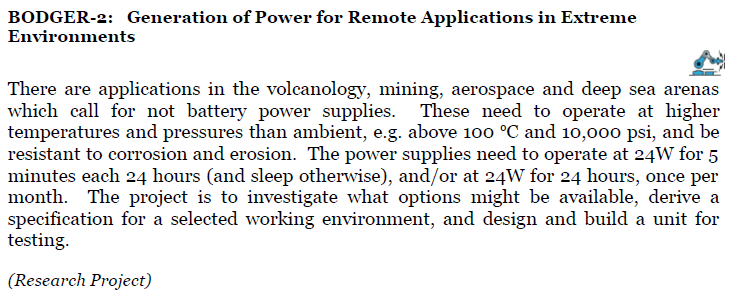 BODGER-2: Generation of Power for Remote Applications in Extreme
Environments
There are applications in the volcanology, mining, aerospace and deep sea arenas
which call for not battery power supplies. These need to operate at higher
temperatures and pressures than ambient, e.g. above 100 °C and 10,000 psi, and be
resistant to corrosion and erosion. The power supplies need to operate at 24W for 5
minutes each 24 hours (and sleep otherwise), and/or at 24W for 24 hours, once per
month. The project is to investigate what options might be available, derive a
specification for a selected working environment, and design and build a unit for
testing.
(Research Project)